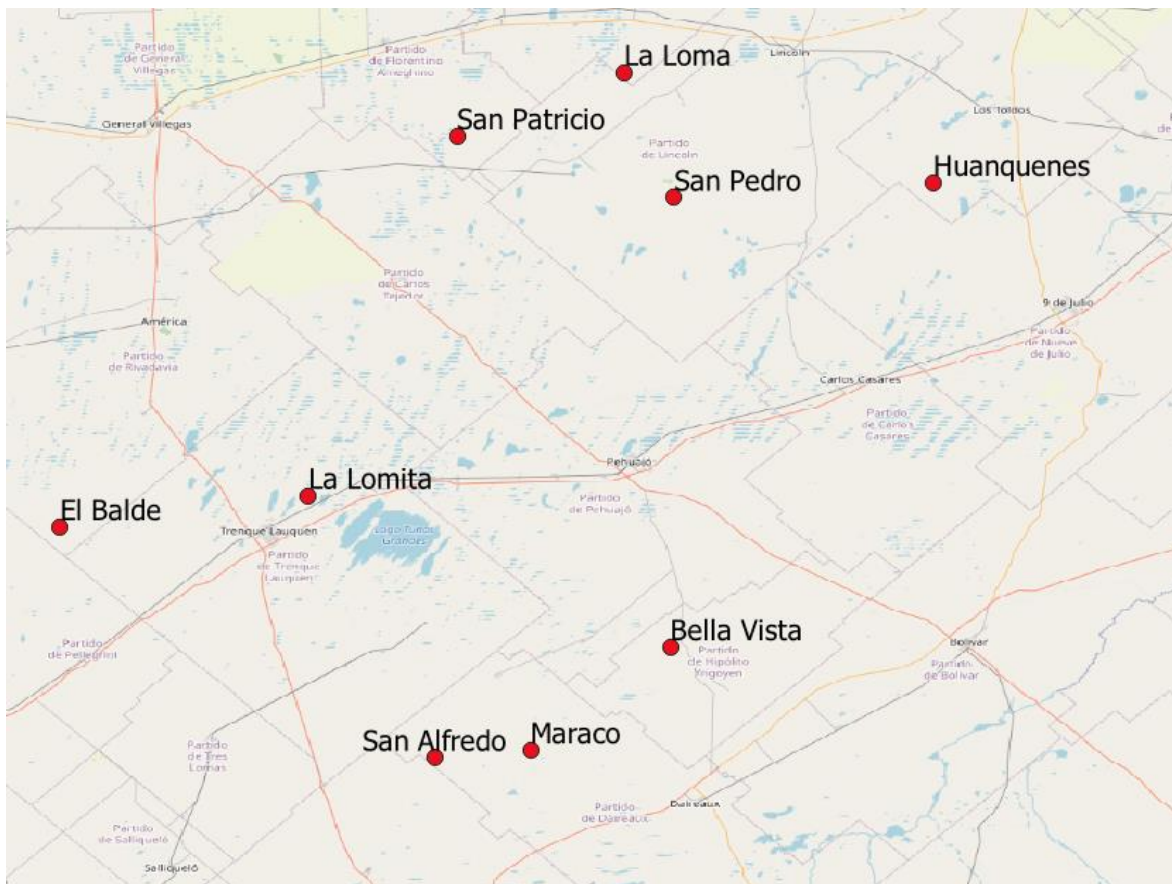 Partido
de General
Villegas
Partido
de Florentino
Ameghino
La Loma
Lincoln
General Villegas
San Patricio
Los Toldos
Partido
de Lincoln
San Pedro
Huanquenes
Partido
de Carlos
Tejedor
América
9 de Julio
Partido
de Nueve
de Julio
Partido
de Rivadavia
Carlos Casares
Partido
de Carlos
Casares
Pehuajó
La Lomita
El Balde
Partido
de Pehuajó
Trenque Lauquen
Lago Tunas
Grandes
Partido
de Trenque
Lauquen
Bella Vista
Partido
de Pellegrini
Partido
de Hipólito
Yrigoyen
Bolívar
Partido
de Bolívar
San Alfredo
Maraco
Partido
de Tres
Lomas
Daireaux
Partido
de Daireaux
Partido
de Salliqueló
Salliqueló